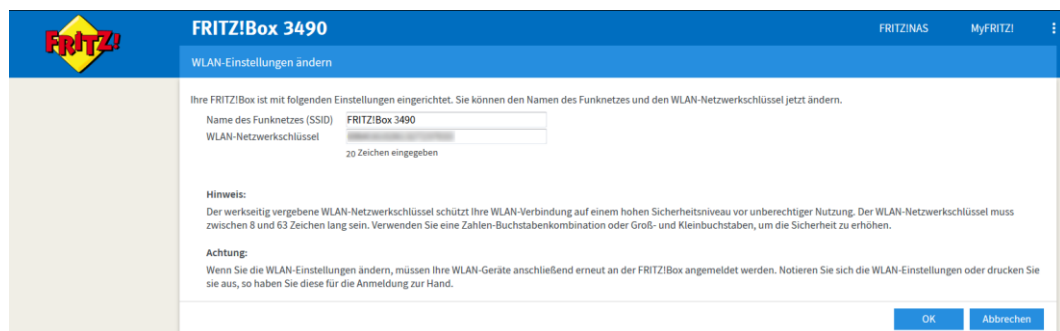 FRITZ!
FRITZ!Box 3490
FRITZ!NAS MyFRITZ!
WLAN-Einstellungen ändern
Ihre FRITZ!Box ist mit folgenden Einstellungen eingerichtet. Sie können den Namen des Funknetzes und den WLAN-Netzwerkschlüssel jetzt ändern.
Name des Funknetzes (SSID) FRITZ!Box 3490
WLAN-Netzwerkschlüssel
20 Zeichen eingegeben
Hinweis:
Der werkseitig vergebene WLAN-Netzwerkschlüssel schützt Ihre WLAN-Verbindung auf einem hohen Sicherheitsniveau vor unberechtiger Nutzung. Der WLAN-Netzwerkschlüssel muss
zwischen 8 und 63 Zeichen lang sein. Verwenden Sie eine Zahlen-Buchstabenkombination oder Groß- und Kleinbuchstaben, um die Sicherheit zu erhöhen.
Achtung:
Wenn Sie die WLAN-Einstellungen ändern, müssen Ihre WLAN-Geräte anschließend erneut an der FRITZ!Box angemeldet werden. Notieren Sie sich die WLAN-Einstellungen oder drucken Sie
sie aus, so haben Sie diese für die Anmeldung zur Hand.
OK Abbrechen